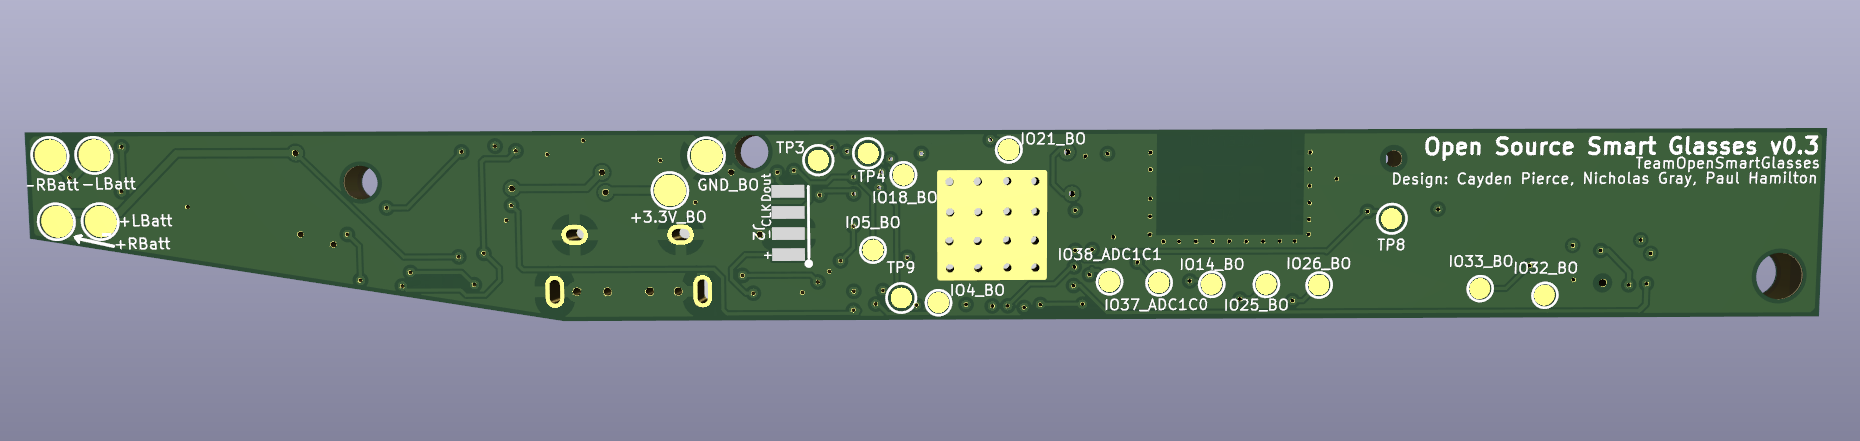 Open Source Smart Glasses v0.3
TeamOpenSmartGlasses
Design: Cayden Pierce, Nicholas Gray, Paul Hamilton
-RBatt
-LBatt
+LBatt
+RBatt
GND_BO
+3.3V_BO
Dout
CLK
J2
+
TP3
TP4
IO18_BO
IO5_BO
TP9
IO4_BO
IO21_BO
IO38_ADC1C1
IO37_ADC1C0
IO14_BO
IO25_BO
IO26_BO
TP8
IO33_BO
IO32_BO